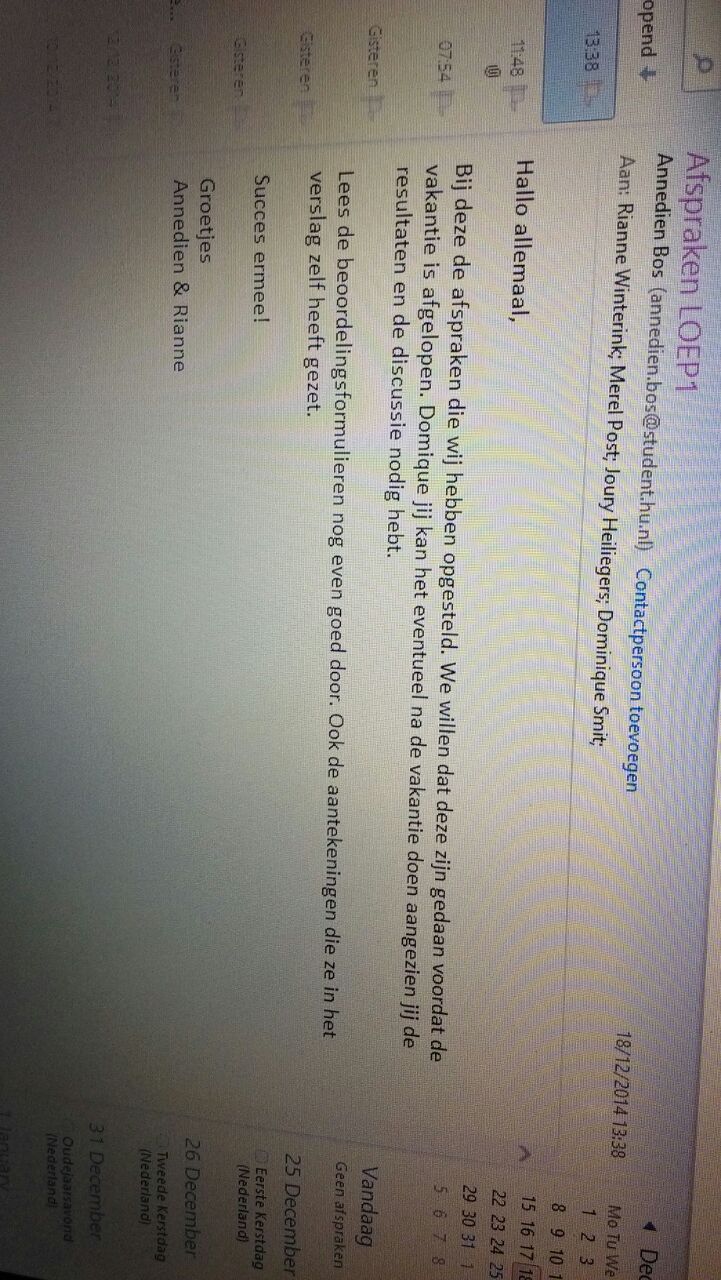 opend
13:38
11:48
07:54
Gisteren
Gisteren
Gisteren
Gisteren
Afspraken LOEP1
Annedien Bos (annedien.bos@student.hu.nl) Contactpersoon toevoegen
18/12/2014 13:38
Aan: Rianne Winterink; Merel Post; Joury Heiliegers; Dominique Smit;
Hallo allemaal,
Bij deze de afspraken die wij hebben opgesteld. We willen dat deze zijn gedaan voordat de
vakantie is afgelopen. Domique jij kan het eventueel na de vakantie doen aangezien jij de
resultaten en de discussie nodig hebt.
Lees de beoordelingsformulieren nog even goed door. Ook de aantekeningen die ze in het
verslag zelf heeft gezet.
Succes ermee!
Groetjes
Annedien & Rianne
De
Mo Tu We
1 2 3
8 9 10 1
15 16 17 18
22 23 24 25
29 30 31 1
5 6 7 8
Vandaag
Geen afspraken
25 December
Eerste Kerstdag
(Nederland)
26 December
Tweede Kerstdag
(Nederland)
31 December
Oudejaarsavond
(Nederland)
1 January